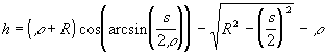 h = (ρ + R) cos(arcsin(s/2ρ)) − √(R² − (s/2)²) − ρ